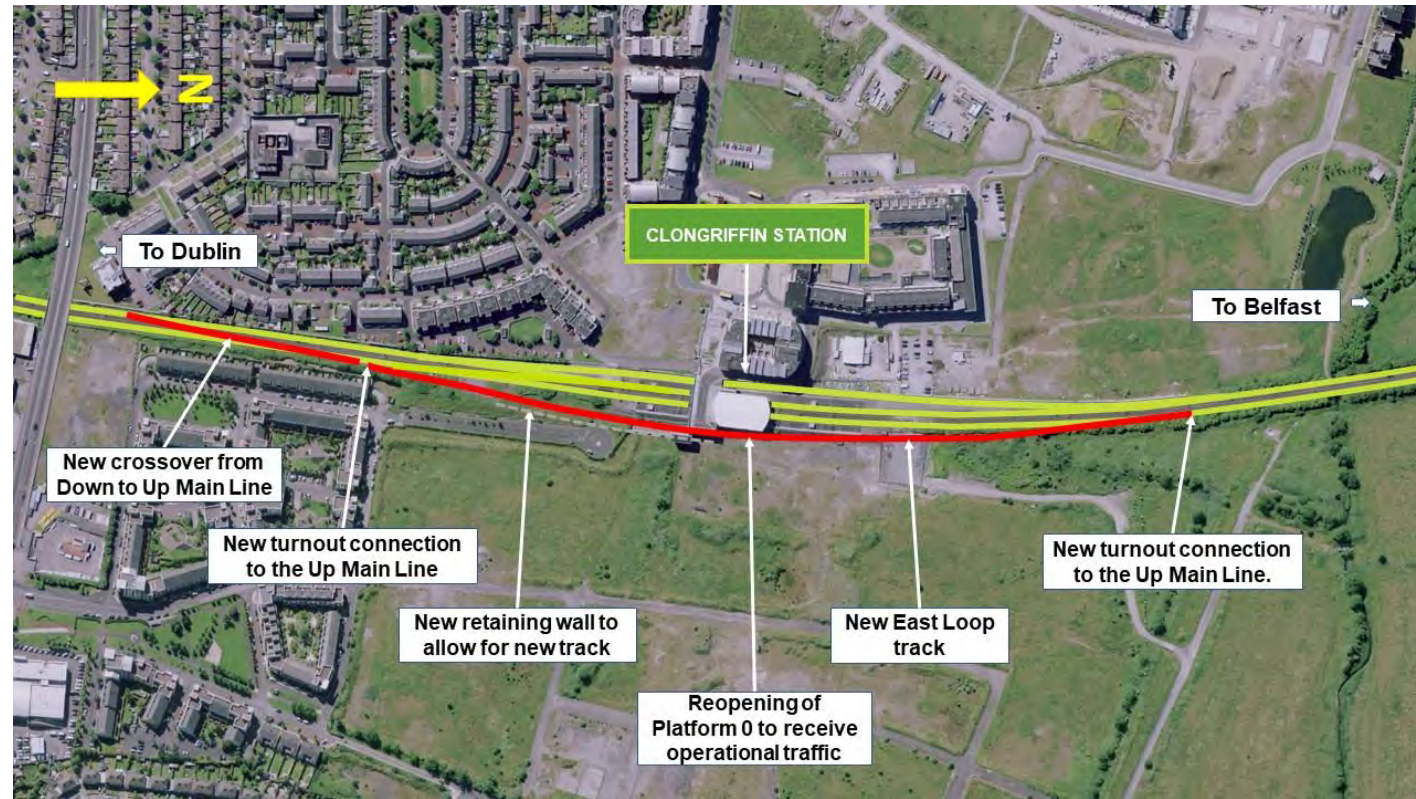 N
CLONGRIFFIN STATION
To Dublin
To Belfast
New crossover from
Down to Up Main Line
New turnout connection
to the Up Main Line
New retaining wall to
allow for new track
Reopening of
Platform 0 to receive
operational traffic
New East Loop
track
New turnout connection
to the Up Main Line.